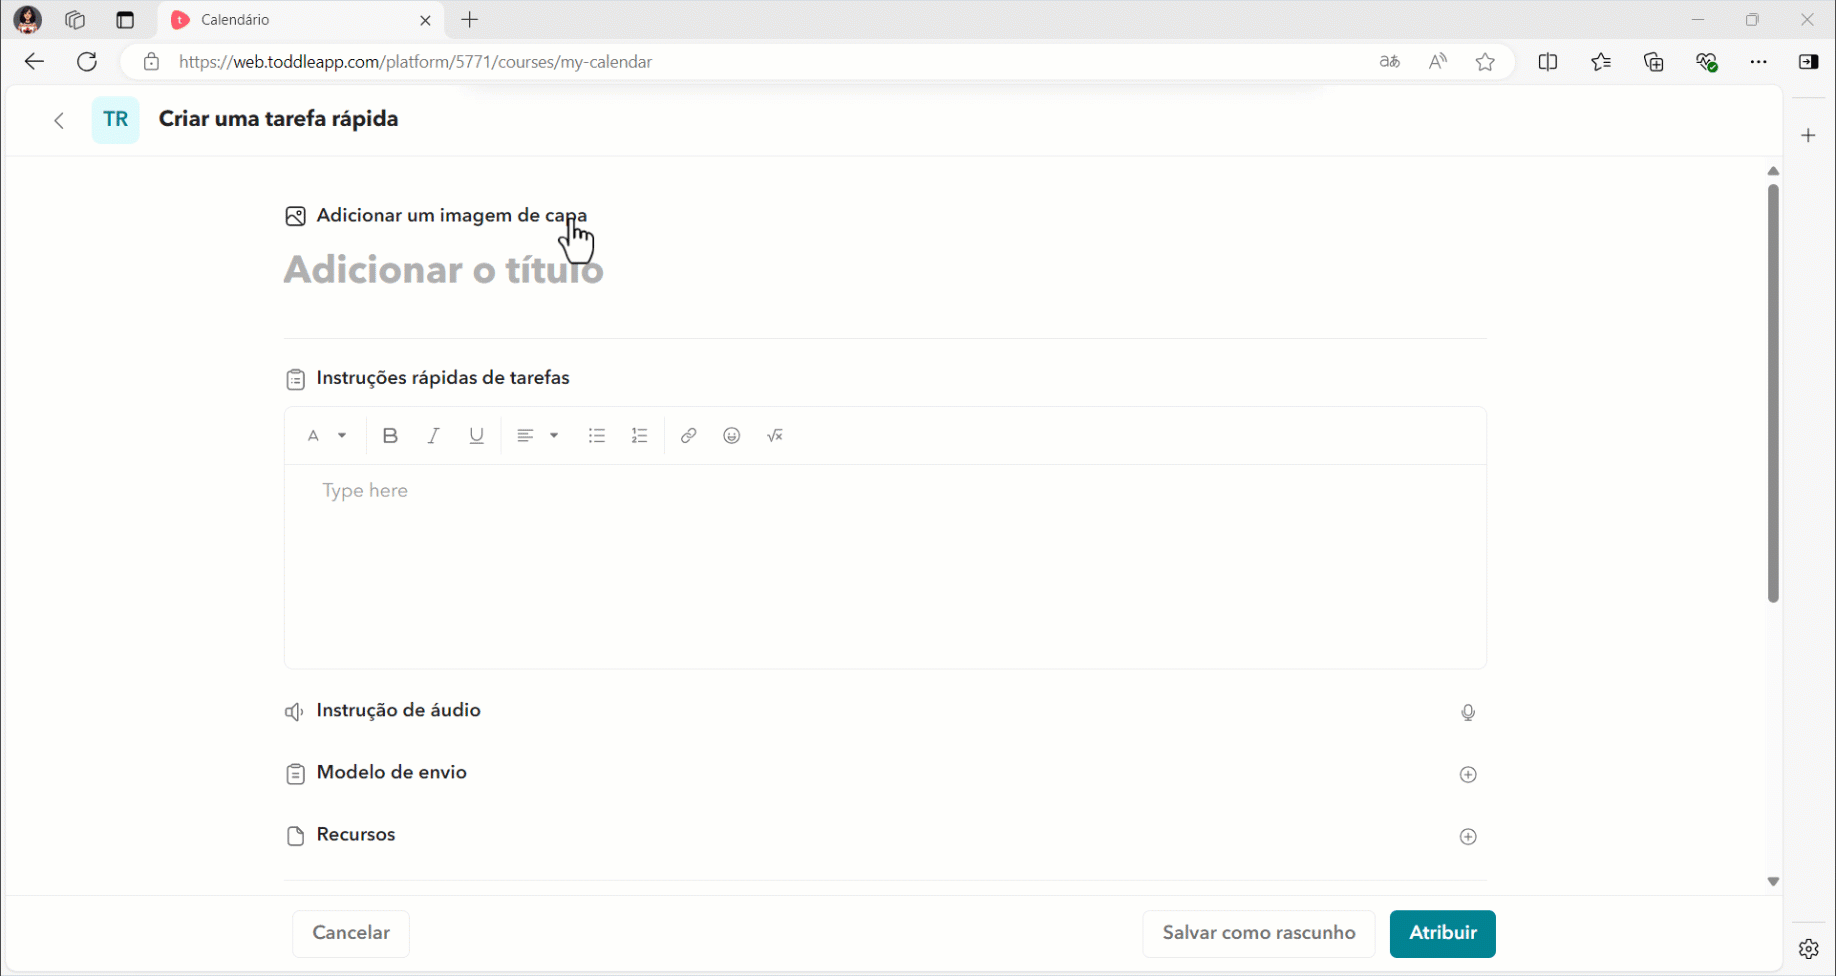 Calendário
https://web.toddleapp.com/platform/5771/courses/my-calendar
TR Criar uma tarefa rápida
Adicionar um imagem de capa
Adicionar o título
Instruções rápidas de tarefas
Type here
Instrução de áudio
Modelo de envio
Recursos
Cancelar
Salvar como rascunho
Atribuir